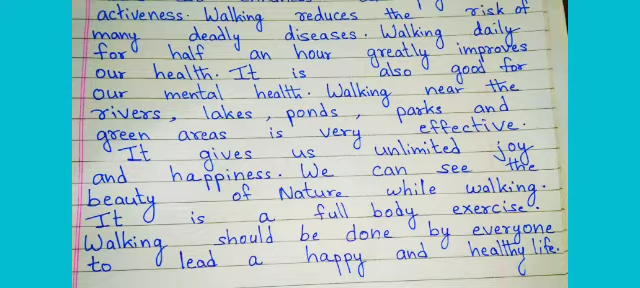 activeness. Walking reduces the risk of
many deadly diseases. Walking daily
for half an hour greatly improves
our health. It is also good for
our mental health. Walking near the
rivers, lakes, ponds, parks and
green areas is very effective.
It gives us unlimited joy
and happiness. We can see the
beauty of Nature while walking.
It is a full body exercise.
Walking should be done by everyone
to lead a happy and healthy life.